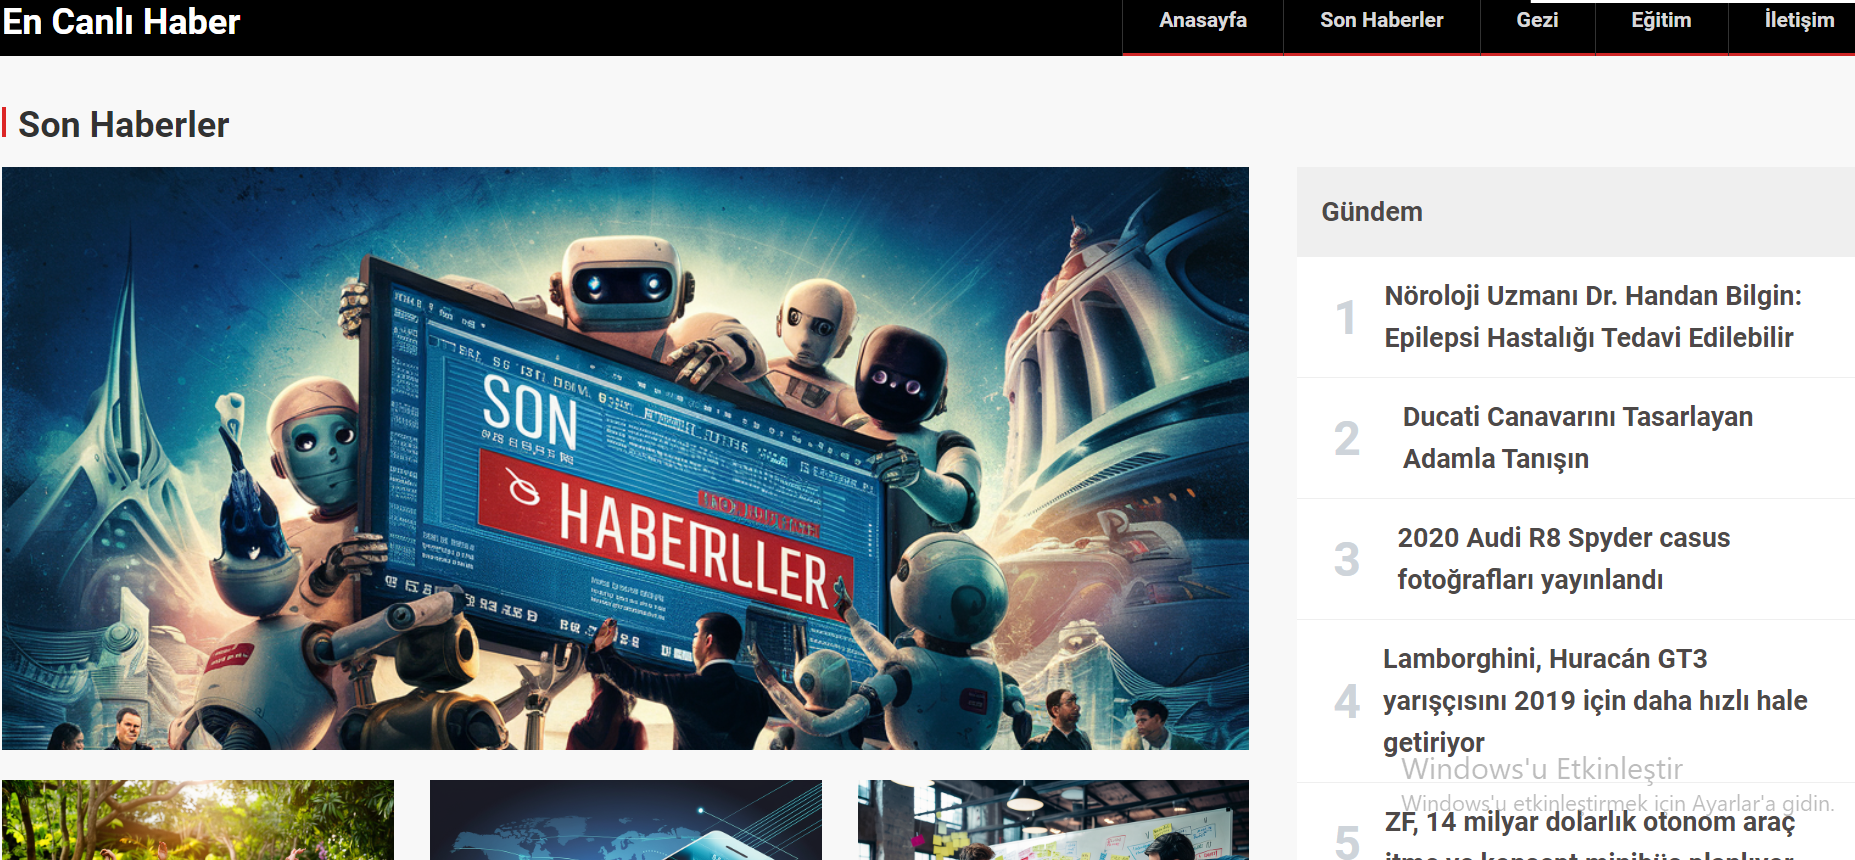 En Canlı Haber
Anasayfa
Son Haberler
Gezi
Eğitim
İletişim
Son Haberler
SON
HABERLLER
Gündem
1
Nöroloji Uzmanı Dr. Handan Bilgin:
Epilepsi Hastalığı Tedavi Edilebilir
2
Ducati Canavarını Tasarlayan
Adamla Tanışın
3
2020 Audi R8 Spyder casus
fotoğrafları yayınlandı
4
Lamborghini, Huracán GT3
yarışçısını 2019 için daha hızlı hale
getiriyor
Windows'u Etkinleştir
Windows'u etkinleştirmek için Ayarlar'a gidin.
5
ZF, 14 milyar dolarlık otonom araç